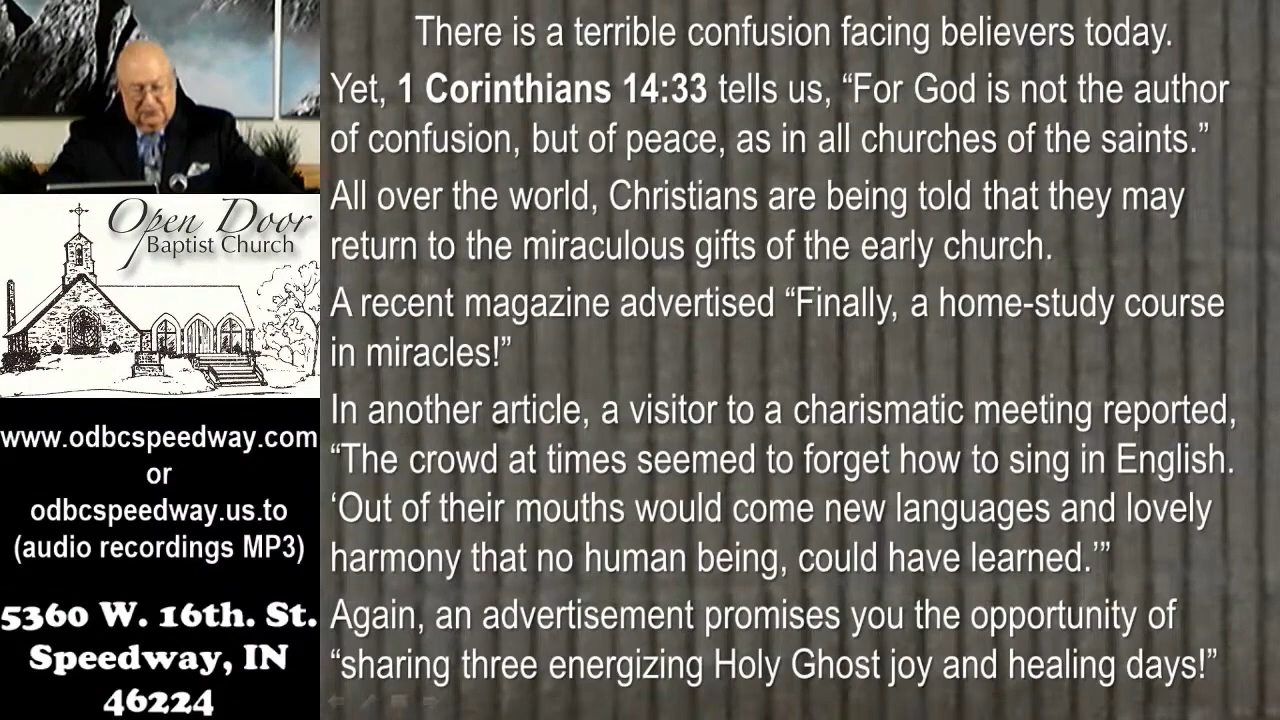 There is a terrible confusion facing believers today.
Yet, 1 Corinthians 14:33 tells us, “For God is not the author
of confusion, but of peace, as in all churches of the saints.”
All over the world, Christians are being told that they may
return to the miraculous gifts of the early church.
A recent magazine advertised “Finally, a home-study course
in miracles!”
In another article, a visitor to a charismatic meeting reported,
“The crowd at times seemed to forget how to sing in English.
‘Out of their mouths would come new languages and lovely
harmony that no human being, could have learned.’”
Again, an advertisement promises you the opportunity of
“sharing three energizing Holy Ghost joy and healing days!”
Open Door
Baptist Church
www.odbcspeedway.com
or
odbcspeedway.us.to
(audio recordings MP3)
5360 W. 16th. St.
Speedway, IN
46224